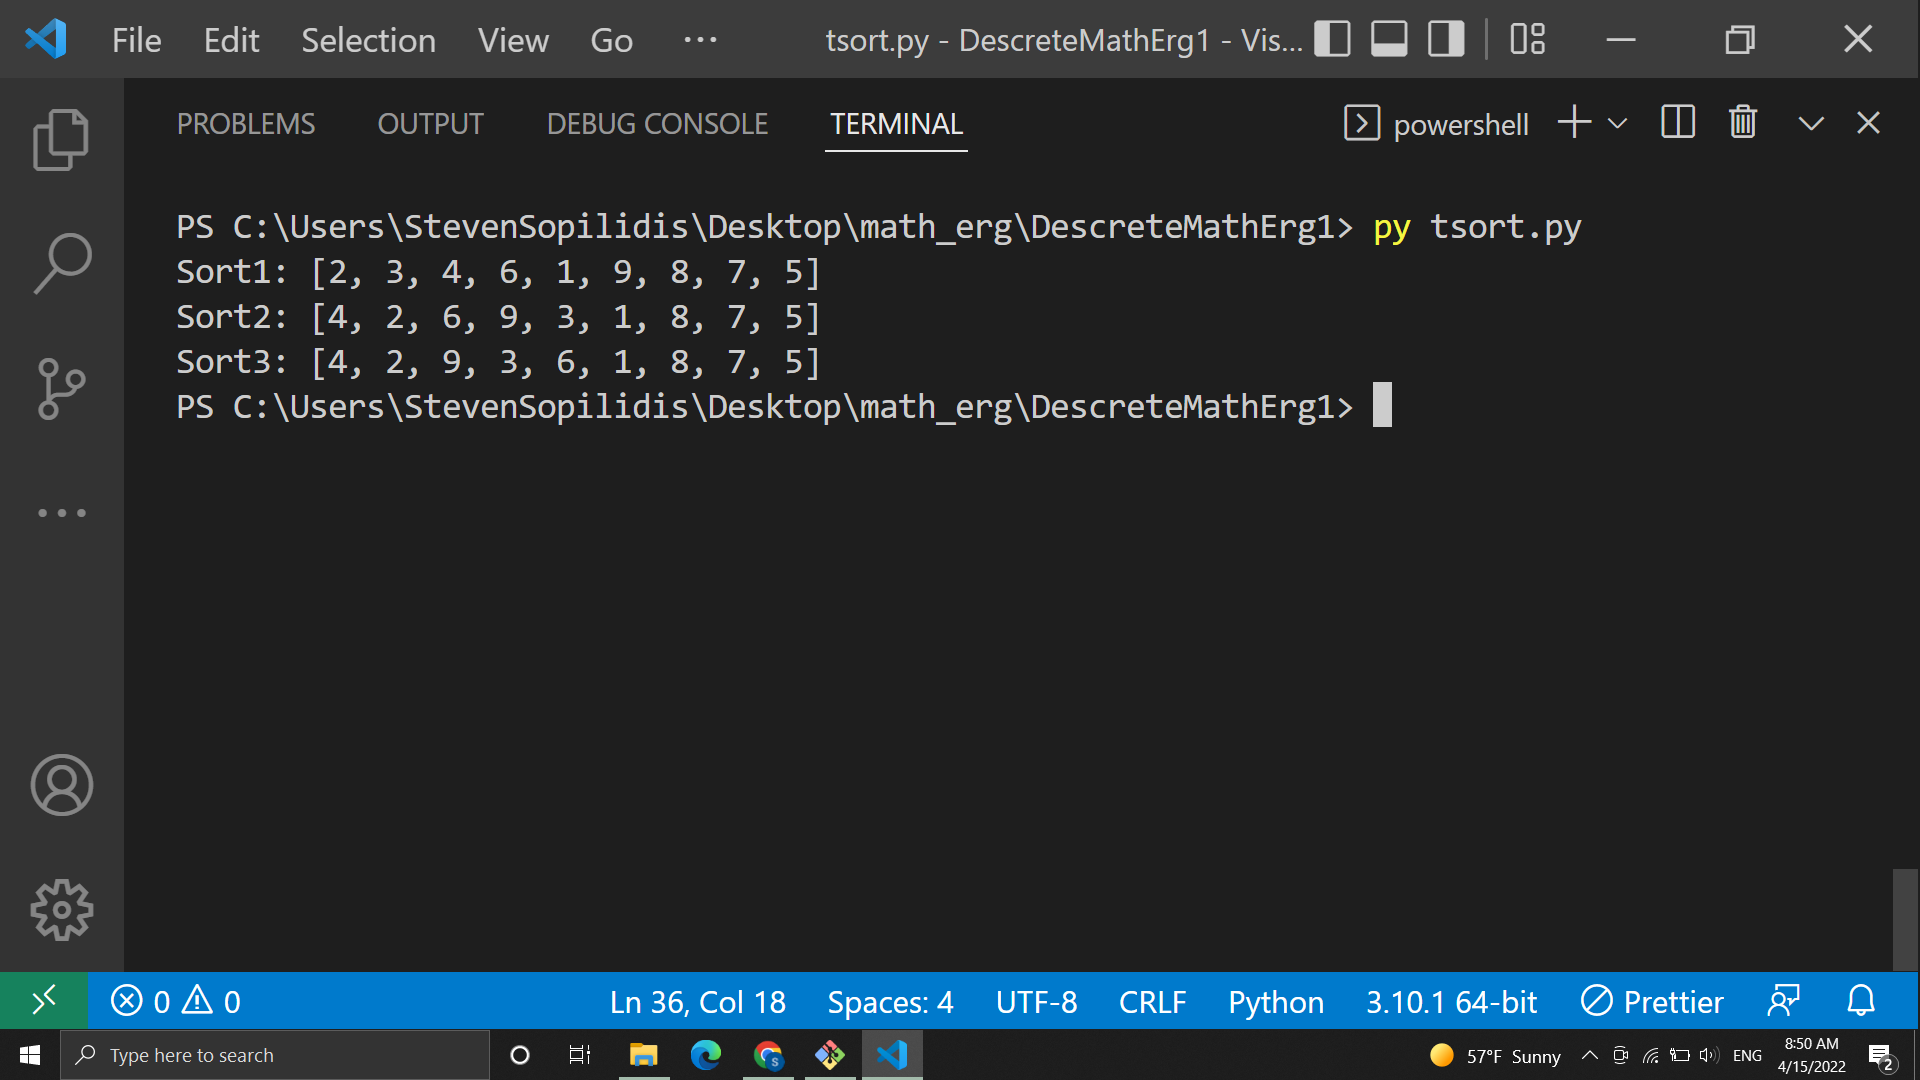 File Edit Selection View Go ... tsort.py - DescreteMathErg1 - Vis...
PROBLEMS OUTPUT DEBUG CONSOLE TERMINAL powershell
PS C:\Users\StevenSopilidis\Desktop\math_erg\DescreteMathErg1> py tsort.py
Sort1: [2, 3, 4, 6, 1, 9, 8, 7, 5]
Sort2: [4, 2, 6, 9, 3, 1, 8, 7, 5]
Sort3: [4, 2, 9, 3, 6, 1, 8, 7, 5]
PS C:\Users\StevenSopilidis\Desktop\math_erg\DescreteMathErg1>
0 0 Ln 36, Col 18 Spaces: 4 UTF-8 CRLF Python 3.10.1 64-bit Prettier
Type here to search S 57°F Sunny ENG 8:50 AM
4/15/2022 2